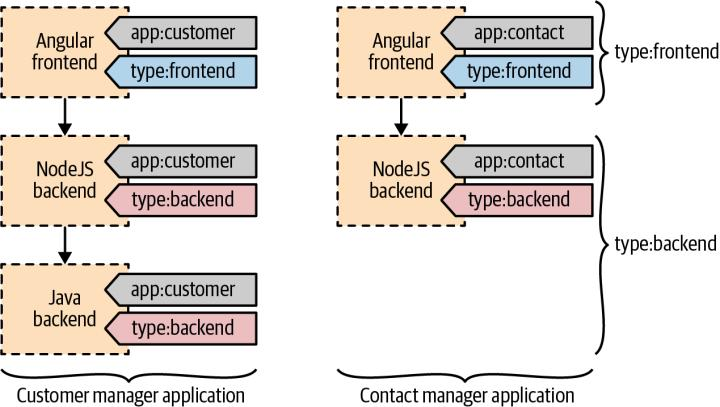 Angular
frontend
app:customer
type:frontend
NodeJS
backend
app:customer
type:backend
Java
backend
app:customer
type:backend
Customer manager application
Angular
frontend
app:contact
type:frontend
NodeJS
backend
app:contact
type:backend
Contact manager application
type:frontend
type:backend